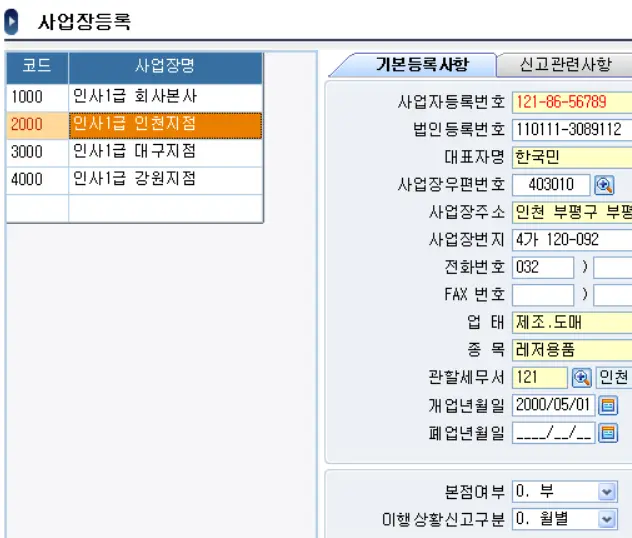 사업장등록
코드 사업장명
1000 인사1급 회사본사
2000 인사1급 인천지점
3000 인사1급 대구지점
4000 인사1급 강원지점
기본등록사항 신고관련사항
사업자등록번호 121-86-56789
법인등록번호 110111-3089112
대표자명 한국민
사업장우편번호 403010
사업장주소 인천 부평구 부평
사업장번지 4가 120-092
전화번호 032 )
FAX 번호 )
업 태 제조.도매
종 목 레저용품
관할세무서 121 인천
개업년월일 2000/05/01
폐업년월일 ____/__/__
본점여부 0. 부
이행상황신고구분 0. 월별